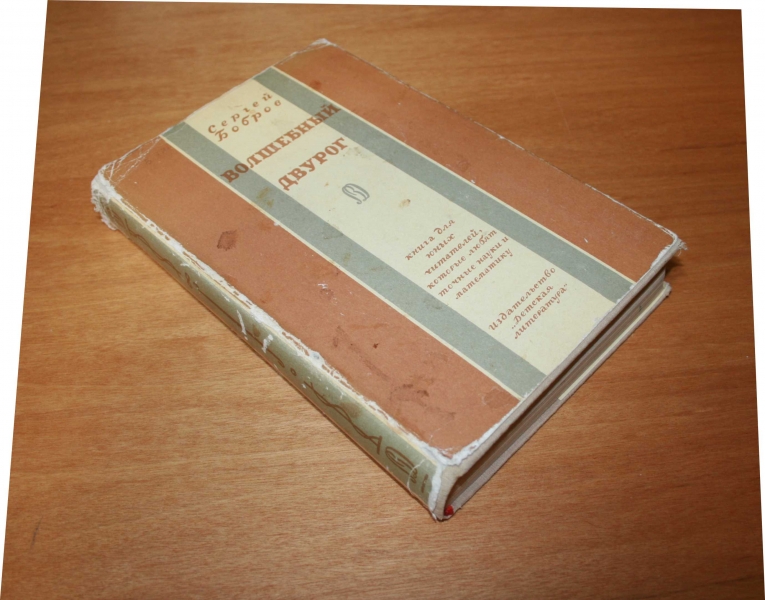 Сергей
Бобров
ВОЛШЕБНЫЙ
ДВУРОГ
книга для
юных
читателей,
которые любят
точные науки и
математику
Издательство
"Детская
литература"